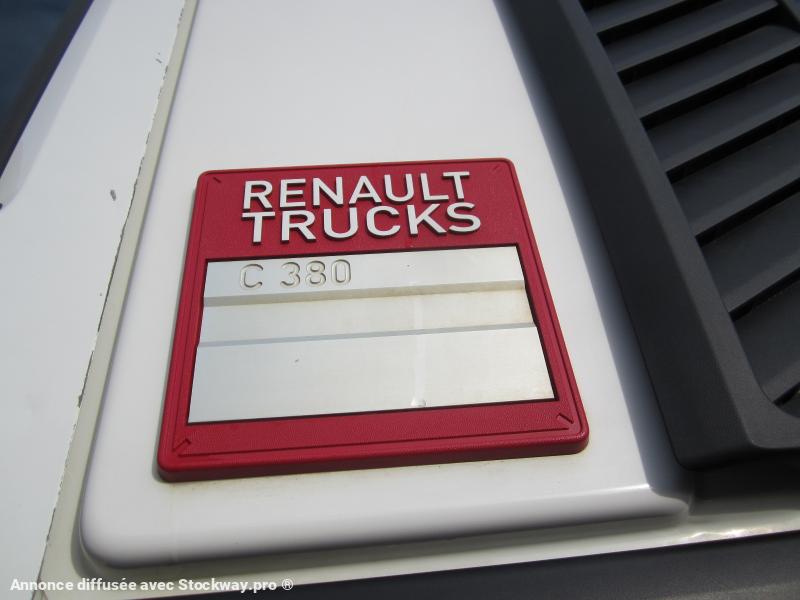 RENAULT
TRUCKS
C 380
Annonce diffusée avec Stockway.pro ®